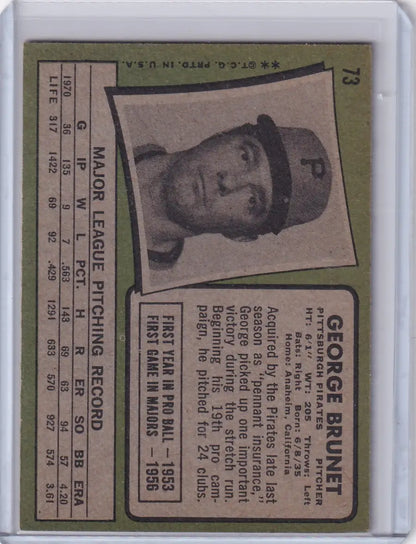 73
**©T.C.G. PRTD. IN U.S.A.
P
GEORGE BRUNET
PITTSBURGH PIRATES PITCHER
HT: 6'1" WT: 205 Throws: Left
Bats: Right Born: 6/8/35
Home: Anaheim, California
Acquired by the Pirates late last
season as "pennant insurance,"
George picked up one important
victory during the stretch run.
Beginning his 19th pro cam-
paign, he pitched for 24 clubs.
FIRST YEAR IN PRO BALL — 1953
FIRST GAME IN MAJORS — 1956
MAJOR LEAGUE PITCHING RECORD
G IP W L PCT. H R ER SO BB ERA
1970 36 135 9 7 .563 143 69 63 94 57 4.20
LIFE 317 1422 69 92 .429 1291 633 570 927 574 3.61